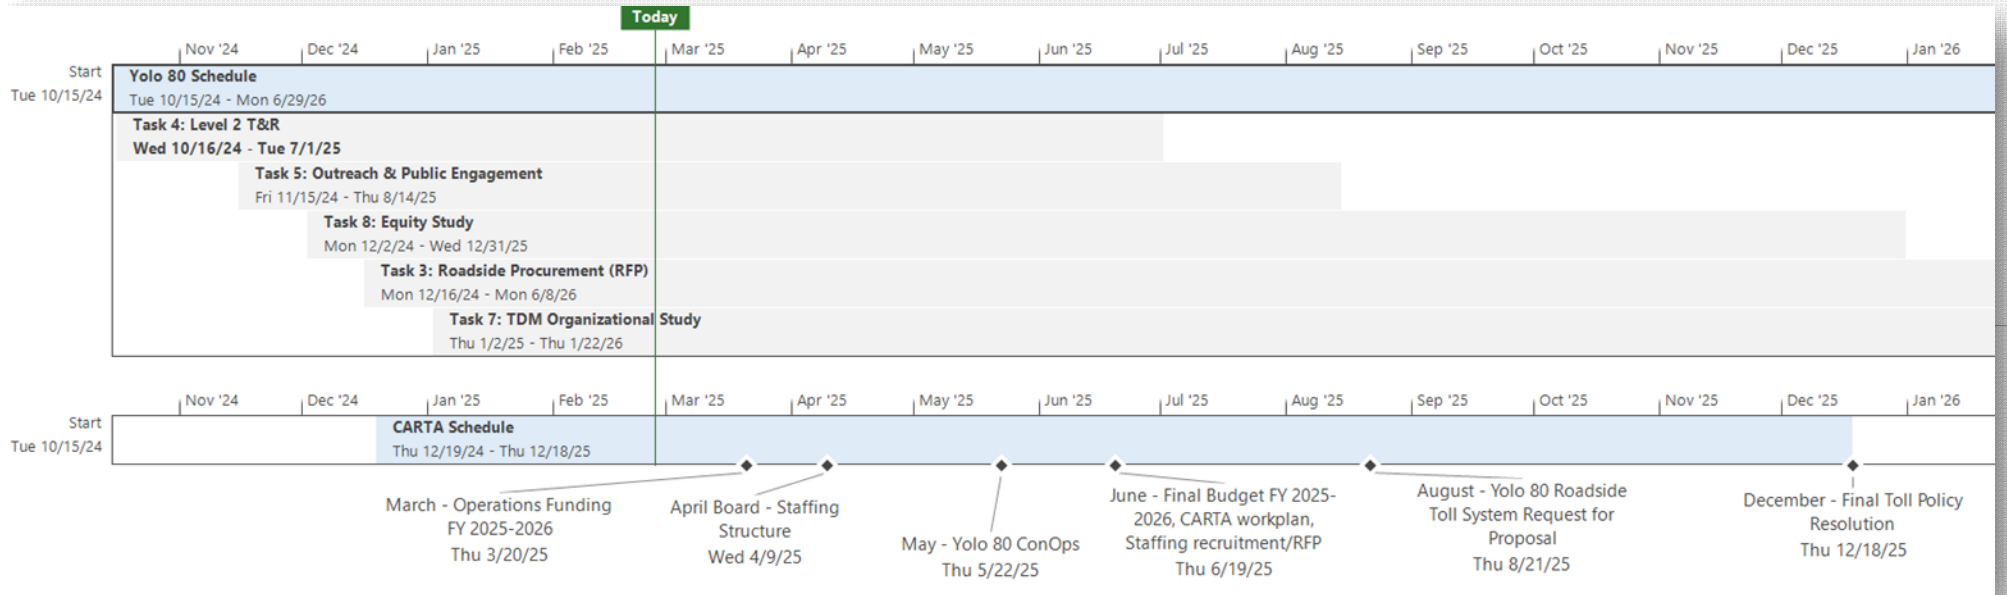 Today
Nov '24 Dec '24 Jan '25 Feb '25 Mar '25 Apr '25 May '25 Jun '25 Jul '25 Aug '25 Sep '25 Oct '25 Nov '25 Dec '25 Jan '26
Start
Tue 10/15/24
Yolo 80 Schedule
Tue 10/15/24 - Mon 6/29/26
Task 4: Level 2 T&R
Wed 10/16/24 - Tue 7/1/25
Task 5: Outreach & Public Engagement
Fri 11/15/24 - Thu 8/14/25
Task 8: Equity Study
Mon 12/2/24 - Wed 12/31/25
Task 3: Roadside Procurement (RFP)
Mon 12/16/24 - Mon 6/8/26
Task 7: TDM Organizational Study
Thu 1/2/25 - Thu 1/22/26
Nov '24 Dec '24 Jan '25 Feb '25 Mar '25 Apr '25 May '25 Jun '25 Jul '25 Aug '25 Sep '25 Oct '25 Nov '25 Dec '25 Jan '26
Start
Tue 10/15/24
CARTA Schedule
Thu 12/19/24 - Thu 12/18/25
March - Operations Funding
FY 2025-2026
Thu 3/20/25
April Board - Staffing
Structure
Wed 4/9/25
May - Yolo 80 ConOps
Thu 5/22/25
June - Final Budget FY 2025-
2026, CARTA workplan,
Staffing recruitment/RFP
Thu 6/19/25
August - Yolo 80 Roadside
Toll System Request for
Proposal
Thu 8/21/25
December - Final Toll Policy
Resolution
Thu 12/18/25